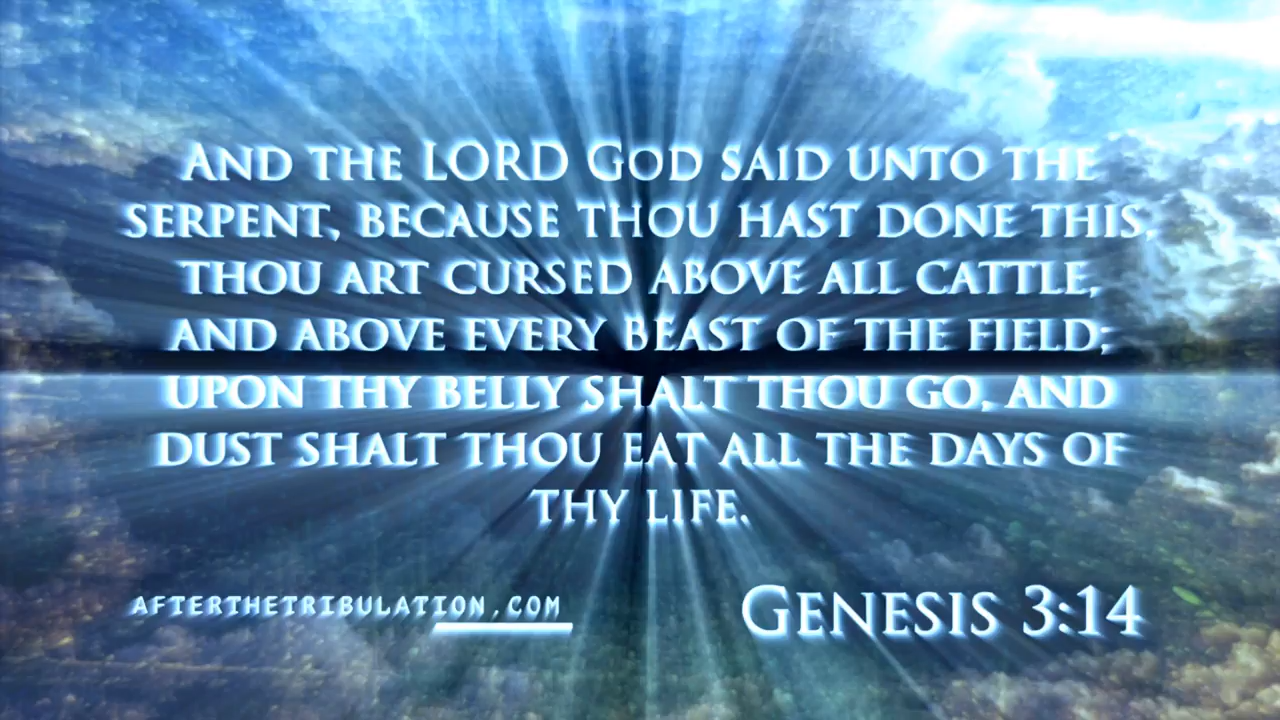 AND THE LORD GOD SAID UNTO THE
SERPENT, BECAUSE THOU HAST DONE THIS,
THOU ART CURSED ABOVE ALL CATTLE,
AND ABOVE EVERY BEAST OF THE FIELD;
UPON THY BELLY SHALT THOU GO, AND
DUST SHALT THOU EAT ALL THE DAYS OF
THY LIFE.
AFTERTHETRIBULATION.COM
GENESIS 3:14